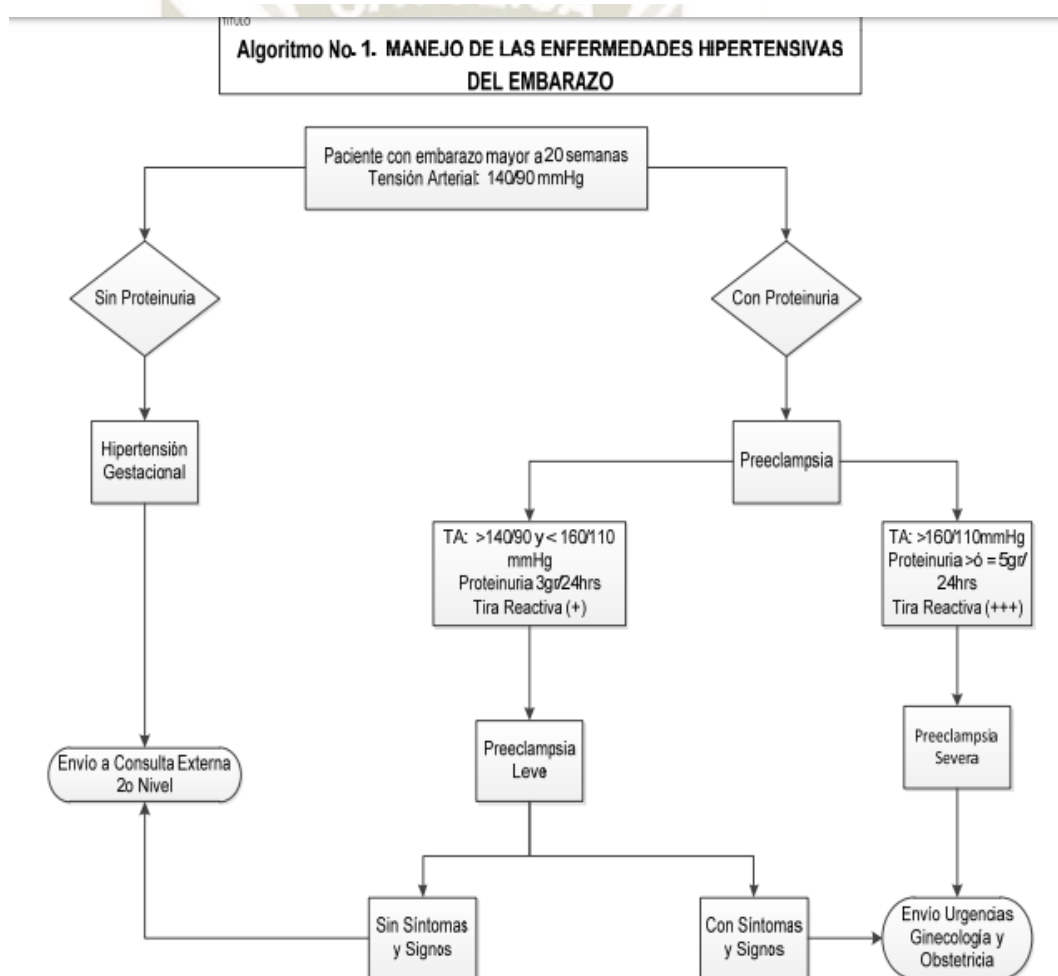 CATOLICA
TITULO
Algoritmo No. 1. MANEJO DE LAS ENFERMEDADES HIPERTENSIVAS
DEL EMBARAZO
Paciente con embarazo mayor a 20 semanas
Tensión Arterial: 140/90 mmHg
Sin Proteinuria
Con Proteinuria
Hipertensión
Gestacional
Preeclampsia
TA: >140/90 y < 160/110
mmHg
Proteinuria 3gr/24hrs
Tira Reactiva (+)
TA: >160/110mmHg
Proteinuria >ó = 5gr/
24hrs
Tira Reactiva (+++)
Preeclampsia
Leve
Preeclampsia
Severa
Envío a Consulta Externa
2o Nivel
Sin Síntomas
y Signos
Con Síntomas
y Signos
Envío Urgencias
Ginecología y
Obstetricia